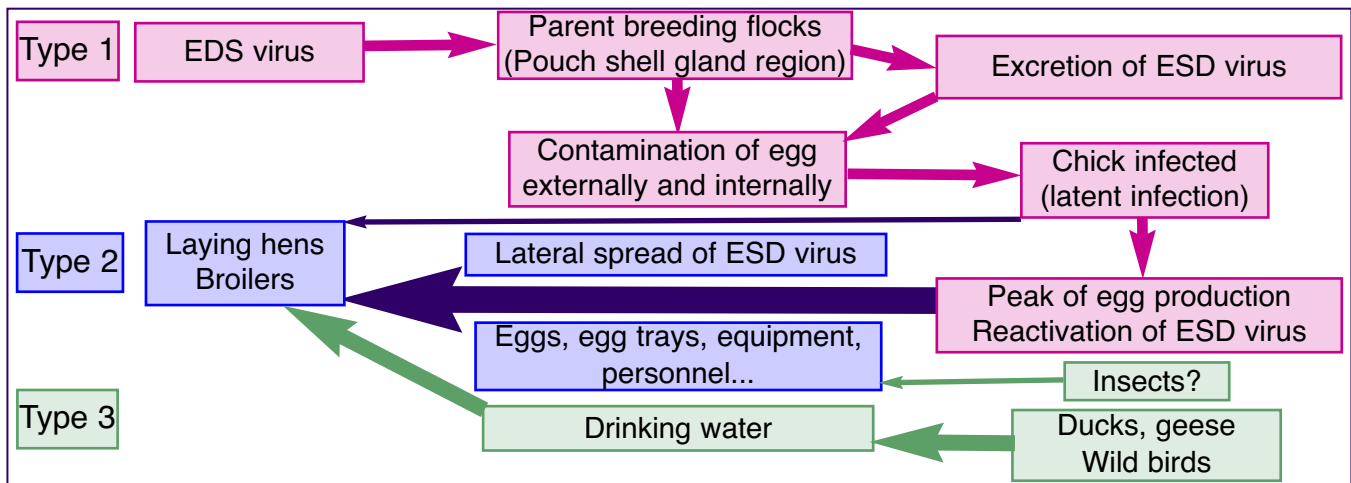 Type 1
EDS virus
Parent breeding flocks
(Pouch shell gland region)
Excretion of ESD virus
Contamination of egg
externally and internally
Chick infected
(latent infection)
Type 2
Laying hens
Broilers
Lateral spread of ESD virus
Peak of egg production
Reactivation of ESD virus
Eggs, egg trays, equipment,
personnel...
Insects?
Type 3
Drinking water
Ducks, geese
Wild birds